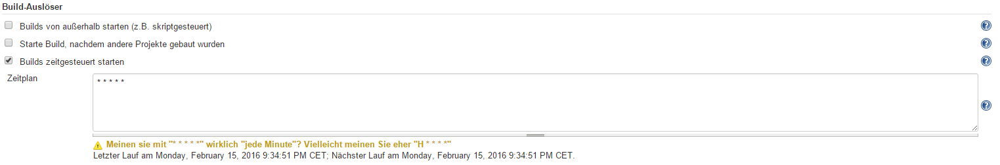 Build-Auslöser
Builds von außerhalb starten (z.B. skriptgesteuert)
Starte Build, nachdem andere Projekte gebaut wurden
Builds zeitgesteuert starten
Zeitplan
* * * * *
Meinen sie mit "* * * * *" wirklich "jede Minute"? Vielleicht meinen Sie eher "H * * * *"
Letzter Lauf am Monday, February 15, 2016 9:34:51 PM CET; Nächster Lauf am Monday, February 15, 2016 9:34:51 PM CET.